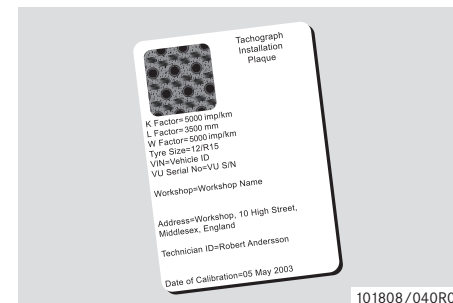 Tachograph
Installation
Plaque
K Factor=5000 imp/km
L Factor=3500 mm
W Factor=5000 imp/km
Tyre Size=12/R15
VIN=Vehicle ID
VU Serial No=VU S/N
Workshop=Workshop Name
Address=Workshop, 10 High Street,
Middlesex, England
Technician ID=Robert Andersson
Date of Calibration=05 May 2003